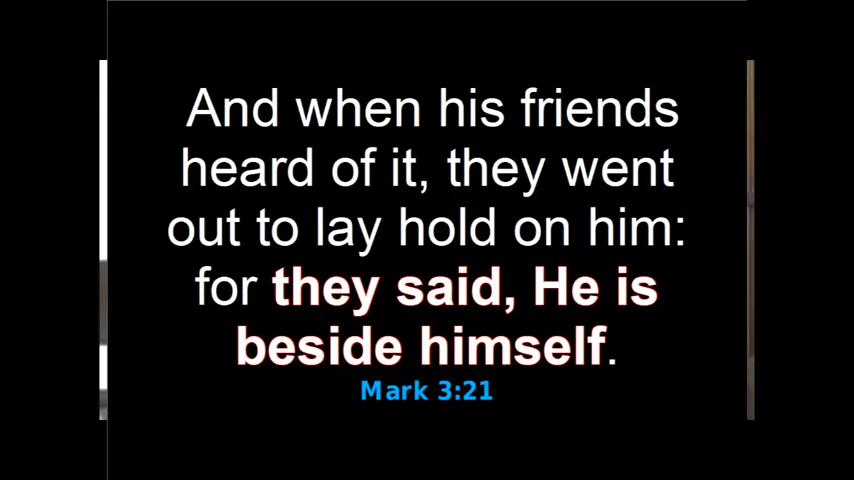 And when his friends
heard of it, they went
out to lay hold on him:
for they said, He is
beside himself.
Mark 3:21